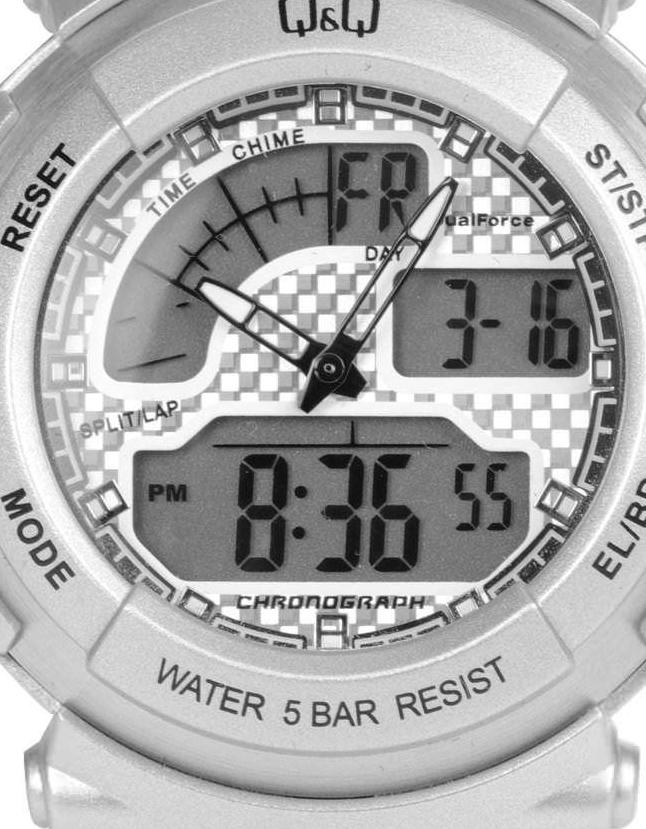 Q&Q
TIME CHIME
FR
RESET
ST/ST
ualForce
DAY
3-16
SPLIT/LAP
PM 8:36 55
MODE
EL/
CHRONOGRAPH
WATER 5 BAR RESIST